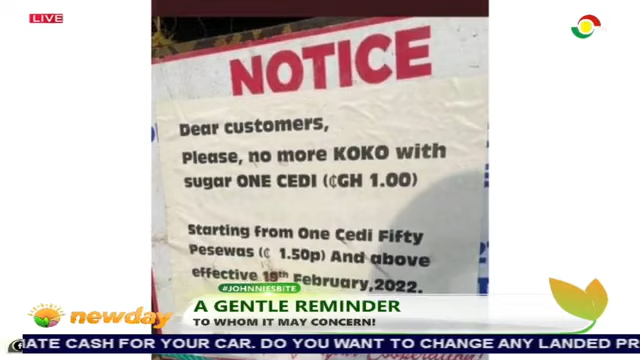 LIVE
NOTICE
Dear customers,
Please, no more KOKO with
sugar ONE CEDI (₵GH 1.00)
Starting from One Cedi Fifty
Pesewas (₵ 1.50p) And above
effective 18th February,2022.
#JOHNNIESBITE
A GENTLE REMINDER
newday
TO WHOM IT MAY CONCERN!
ATE CASH FOR YOUR CAR. DO YOU WANT TO CHANGE ANY LANDED PR